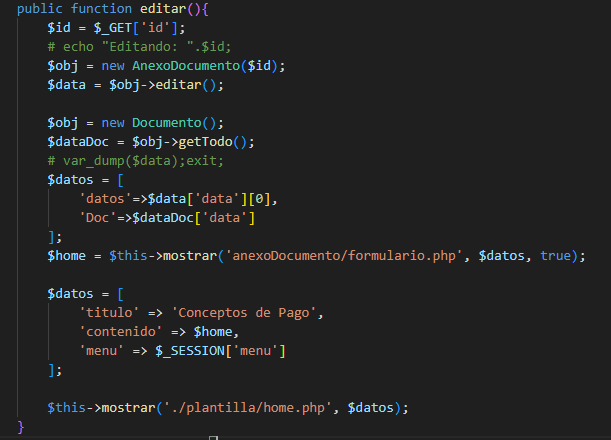 public function editar(){
$id = $_GET['id'];
# echo "Editando: ".$id;
$obj = new AnexoDocumento($id);
$data = $obj->editar();
$obj = new Documento();
$dataDoc = $obj->getTodo();
# var_dump($data);exit;
$datos = [
'datos'=>$data['data'][0],
'Doc'=>$dataDoc['data']
];
$home = $this->mostrar('anexoDocumento/formulario.php', $datos, true);
$datos = [
'titulo' => 'Conceptos de Pago',
'contenido' => $home,
'menu' => $_SESSION['menu']
];
$this->mostrar('./plantilla/home.php', $datos);
}